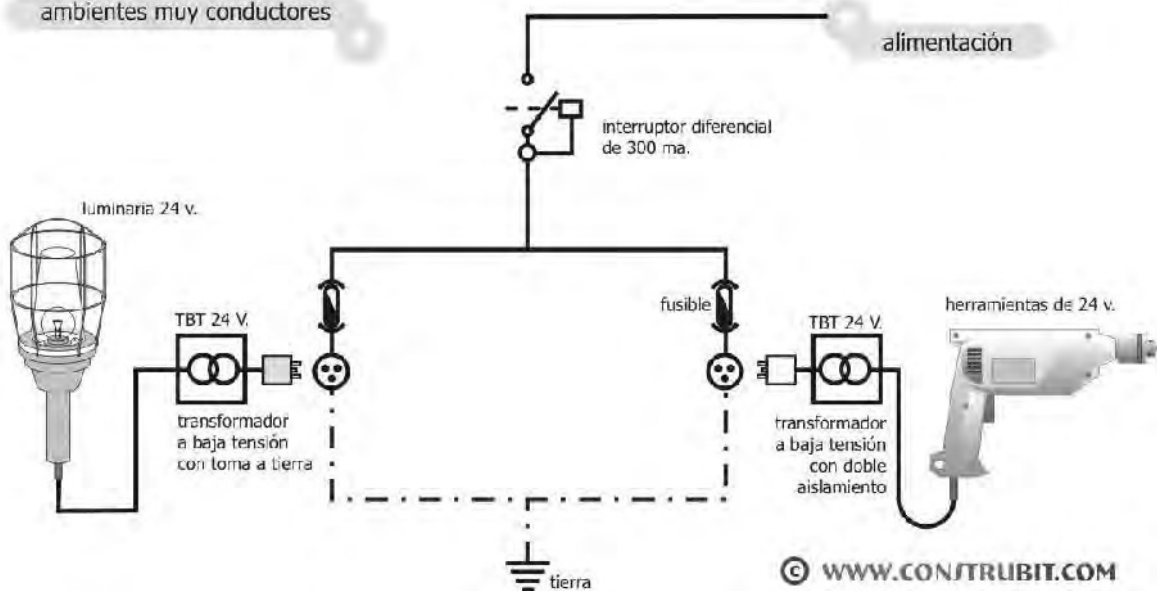 ambientes muy conductores
alimentación
interruptor diferencial
de 300 ma.
luminaria 24 v.
fusible
herramientas de 24 v.
TBT 24 V.
TBT 24 V.
transformador
a baja tensión
con toma a tierra
transformador
a baja tensión
con doble
aislamiento
tierra
© WWW.CONSTRUBIT.COM